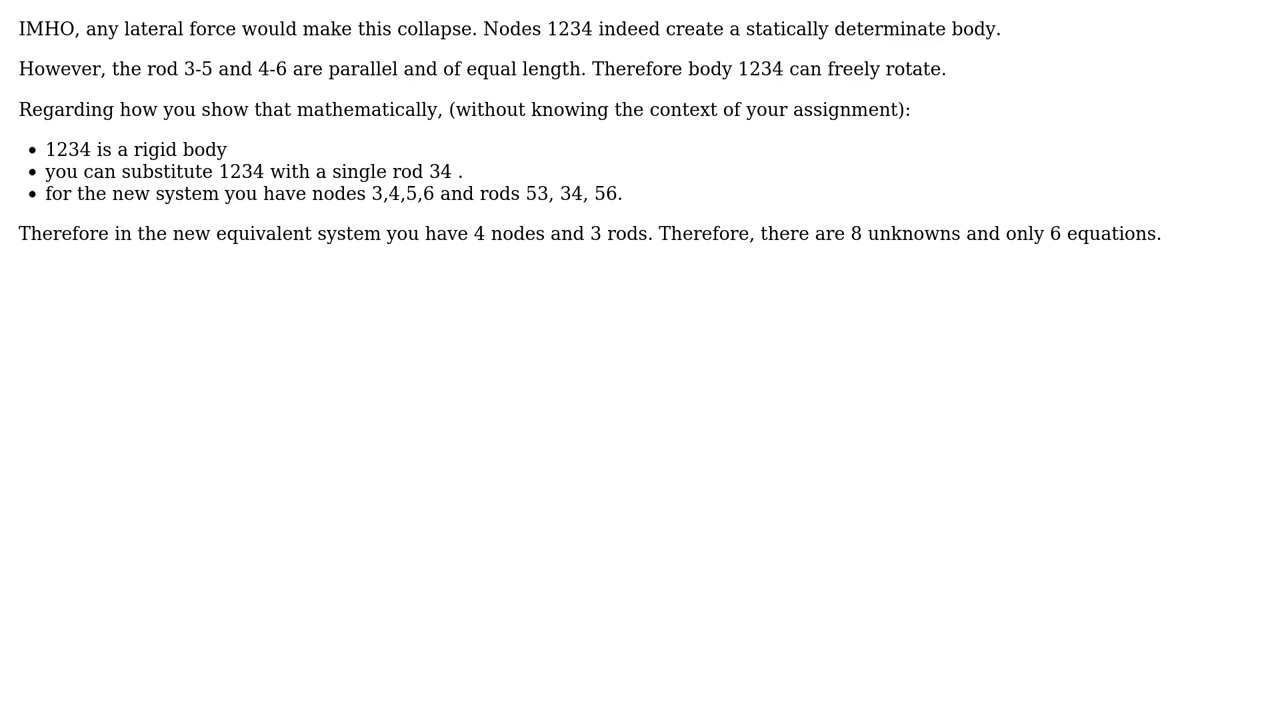 IMHO, any lateral force would make this collapse. Nodes 1234 indeed create a statically determinate body.
However, the rod 3-5 and 4-6 are parallel and of equal length. Therefore body 1234 can freely rotate.
Regarding how you show that mathematically, (without knowing the context of your assignment):
• 1234 is a rigid body
• you can substitute 1234 with a single rod 34 .
• for the new system you have nodes 3,4,5,6 and rods 53, 34, 56.
Therefore in the new equivalent system you have 4 nodes and 3 rods. Therefore, there are 8 unknowns and only 6 equations.